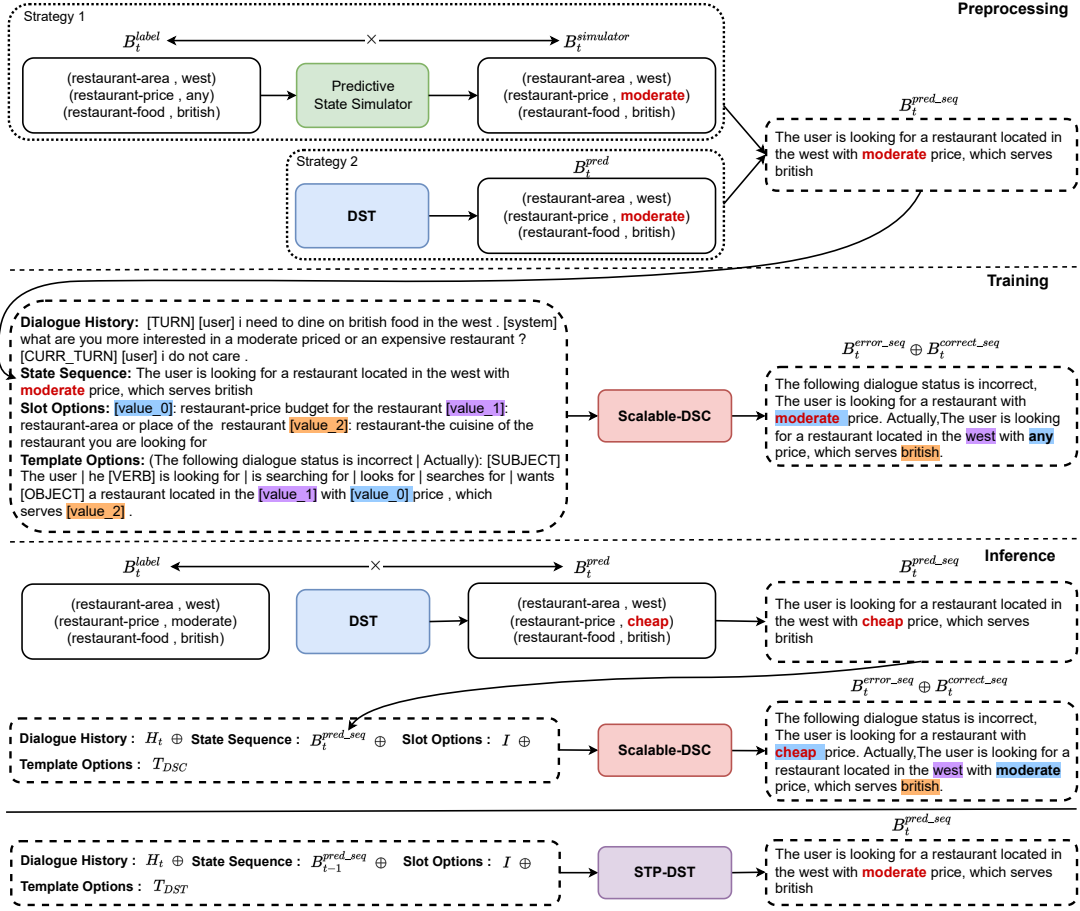 Strategy 1
Preprocessing
B_t^{label}
×
B_t^{simulator}
(restaurant-area , west)
(restaurant-price , any)
(restaurant-food , british)
Predictive
State Simulator
(restaurant-area , west)
(restaurant-price , moderate)
(restaurant-food , british)
B_t^{pred_seq}
The user is looking for a restaurant located in
the west with moderate price, which serves
british
Strategy 2
B_t^{pred}
DST
(restaurant-area , west)
(restaurant-price , moderate)
(restaurant-food , british)
Training
Dialogue History: [TURN] [user] i need to dine on british food in the west . [system]
what are you more interested in a moderate priced or an expensive restaurant ?
[CURR_TURN] [user] i do not care .
State Sequence: The user is looking for a restaurant located in the west with
moderate price, which serves british
Slot Options: [value_0]: restaurant-price budget for the restaurant [value_1]:
restaurant-area or place of the restaurant [value_2]: restaurant-the cuisine of the
restaurant you are looking for
Template Options: (The following dialogue status is incorrect | Actually): [SUBJECT]
The user | he [VERB] is looking for | is searching for | looks for | searches for | wants
[OBJECT] a restaurant located in the [value_1] with [value_0] price , which
serves [value_2] .
Scalable-DSC
B_t^{error_seq} ⊕ B_t^{correct_seq}
The following dialogue status is incorrect,
The user is looking for a restaurant with
moderate price. Actually,The user is looking
for a restaurant located in the west with any
price, which serves british.
Inference
B_t^{label}
×
B_t^{pred}
B_t^{pred_seq}
(restaurant-area , west)
(restaurant-price , moderate)
(restaurant-food , british)
DST
(restaurant-area , west)
(restaurant-price , cheap)
(restaurant-food , british)
The user is looking for a restaurant located in
the west with cheap price, which serves
british
B_t^{error_seq} ⊕ B_t^{correct_seq}
Dialogue History : H_t ⊕ State Sequence : B_t^{pred_seq} ⊕ Slot Options : I ⊕
Template Options : T_{DSC}
Scalable-DSC
The following dialogue status is incorrect,
The user is looking for a restaurant with
cheap price. Actually,The user is looking for a
restaurant located in the west with moderate
price, which serves british.
B_t^{pred_seq}
Dialogue History : H_t ⊕ State Sequence : B_{t-1}^{pred_seq} ⊕ Slot Options : I ⊕
Template Options : T_{DST}
STP-DST
The user is looking for a restaurant located in
the west with moderate price, which serves
british